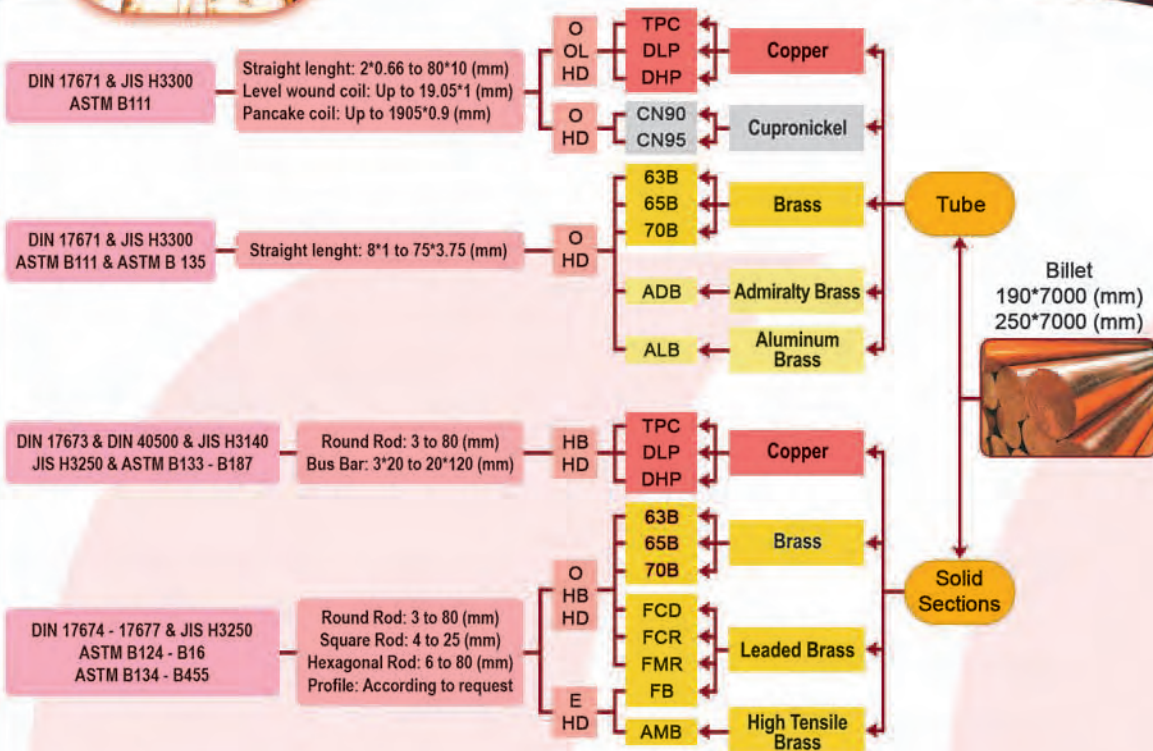 DIN 17671 & JIS H3300
ASTM B111
Straight lenght: 2*0.66 to 80*10 (mm)
Level wound coil: Up to 19.05*1 (mm)
Pancake coil: Up to 1905*0.9 (mm)
O
OL
HD
TPC
DLP
DHP
Copper
O
HD
CN90
CN95
Cupronickel
DIN 17671 & JIS H3300
ASTM B111 & ASTM B 135
Straight lenght: 8*1 to 75*3.75 (mm)
O
HD
63B
65B
70B
Brass
ADB
Admiralty Brass
ALB
Aluminum
Brass
Tube
Billet
190*7000 (mm)
250*7000 (mm)
DIN 17673 & DIN 40500 & JIS H3140
JIS H3250 & ASTM B133 - B187
Round Rod: 3 to 80 (mm)
Bus Bar: 3*20 to 20*120 (mm)
HB
HD
TPC
DLP
DHP
Copper
DIN 17674 - 17677 & JIS H3250
ASTM B124 - B16
ASTM B134 - B455
Round Rod: 3 to 80 (mm)
Square Rod: 4 to 25 (mm)
Hexagonal Rod: 6 to 80 (mm)
Profile: According to request
O
HB
HD
63B
65B
70B
Brass
FCD
FCR
FMR
FB
Leaded Brass
E
HD
AMB
High Tensile
Brass
Solid
Sections